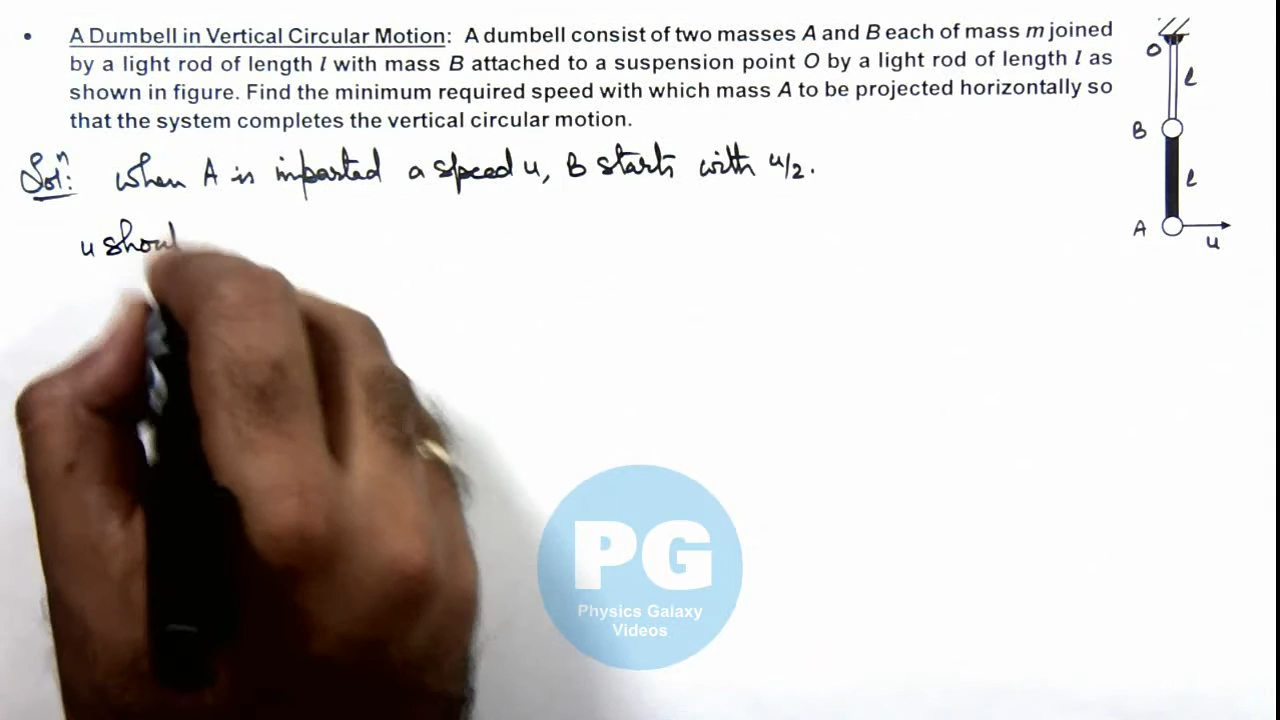 • A Dumbell in Vertical Circular Motion: A dumbell consist of two masses A and B each of mass m joined
by a light rod of length l with mass B attached to a suspension point O by a light rod of length l as
shown in figure. Find the minimum required speed with which mass A to be projected horizontally so
that the system completes the vertical circular motion.
Solⁿ: When A is imparted a speed u, B starts with u/2.
u shoul
O
l
B
l
A
u
PG
Physics Galaxy
Videos